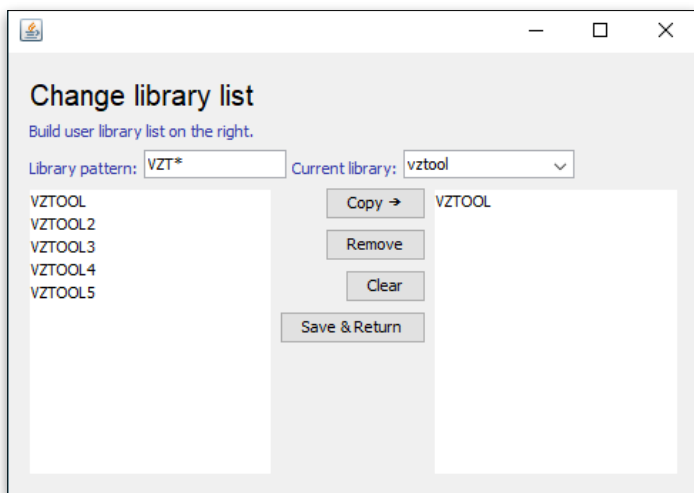 Change library list
Build user library list on the right.
Library pattern: VZT* Current library: vztool
VZTOOL
VZTOOL2
VZTOOL3
VZTOOL4
VZTOOL5
Copy →
Remove
Clear
Save & Return
VZTOOL